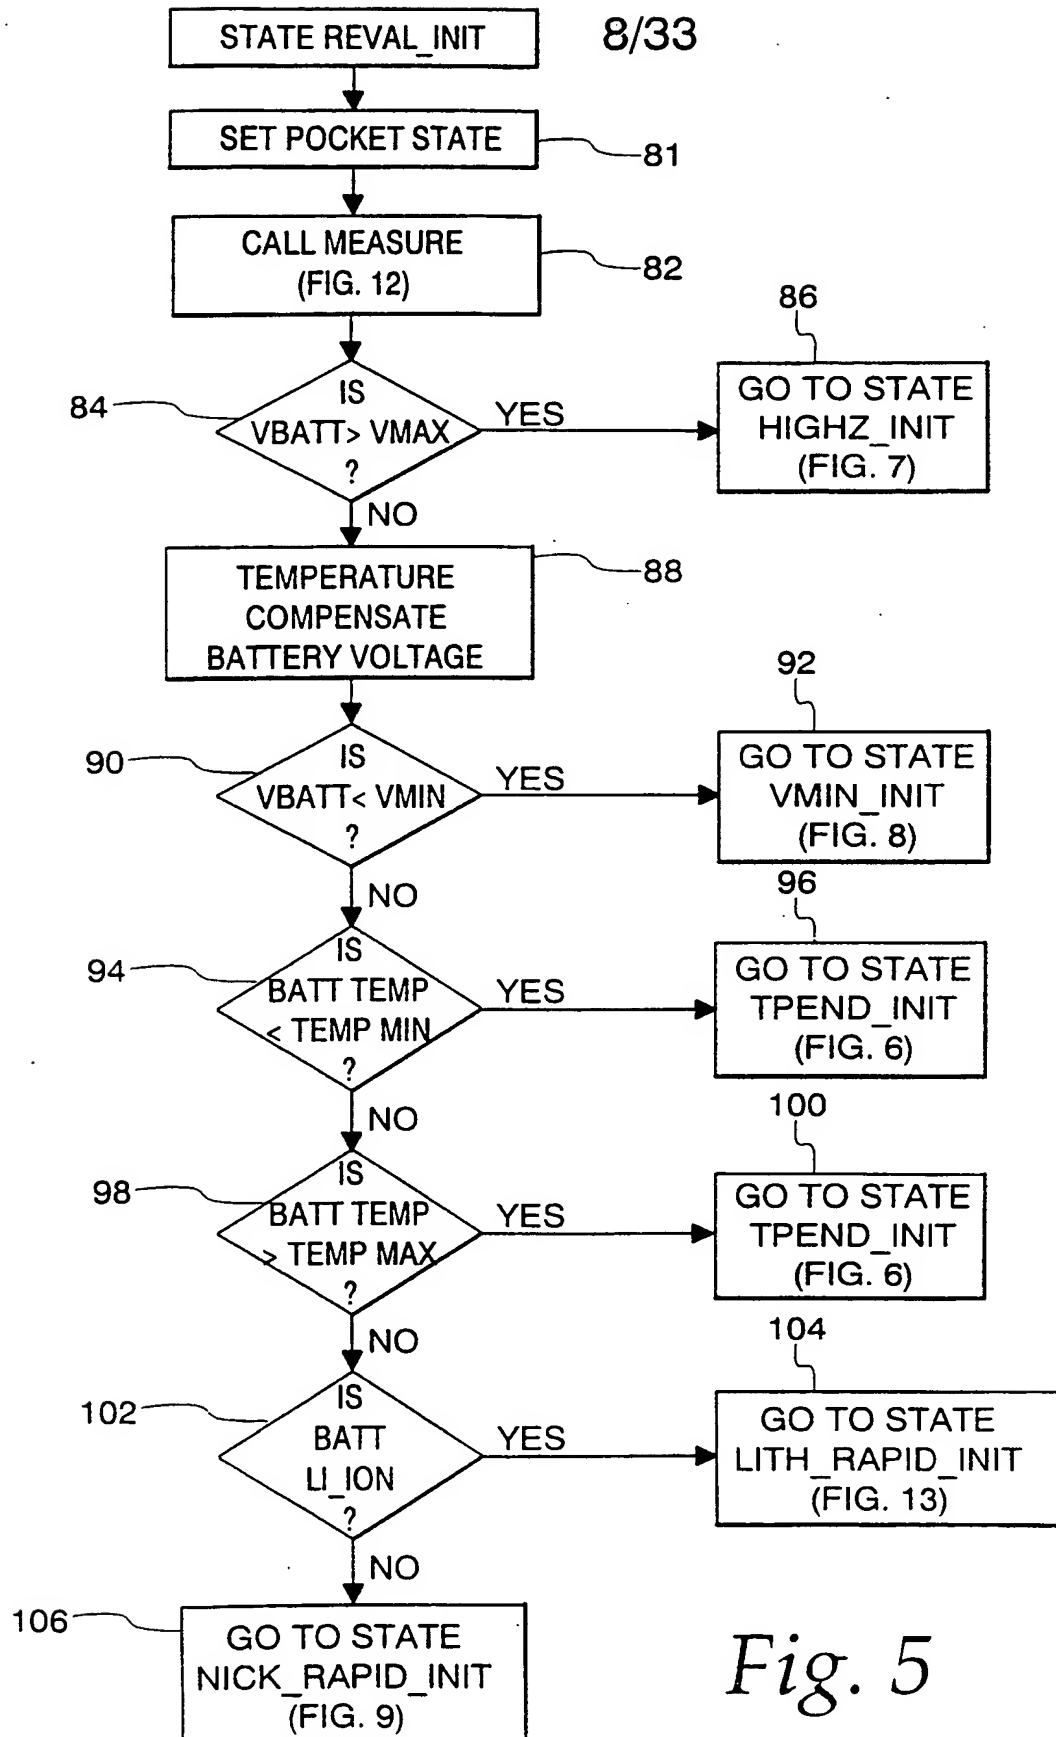 STATE REVAL_INIT
8/33
SET POCKET STATE
81
CALL MEASURE
(FIG. 12)
82
IS
VBATT> VMAX
?
84
YES
86
GO TO STATE
HIGHZ_INIT
(FIG. 7)
NO
TEMPERATURE
COMPENSATE
BATTERY VOLTAGE
88
IS
VBATT< VMIN
?
90
YES
92
GO TO STATE
VMIN_INIT
(FIG. 8)
NO
IS
BATT TEMP
< TEMP MIN
?
94
YES
96
GO TO STATE
TPEND_INIT
(FIG. 6)
NO
IS
BATT TEMP
> TEMP MAX
?
98
YES
100
GO TO STATE
TPEND_INIT
(FIG. 6)
NO
IS
BATT
LI_ION
?
102
YES
104
GO TO STATE
LITH_RAPID_INIT
(FIG. 13)
NO
106
GO TO STATE
NICK_RAPID_INIT
(FIG. 9)
Fig. 5